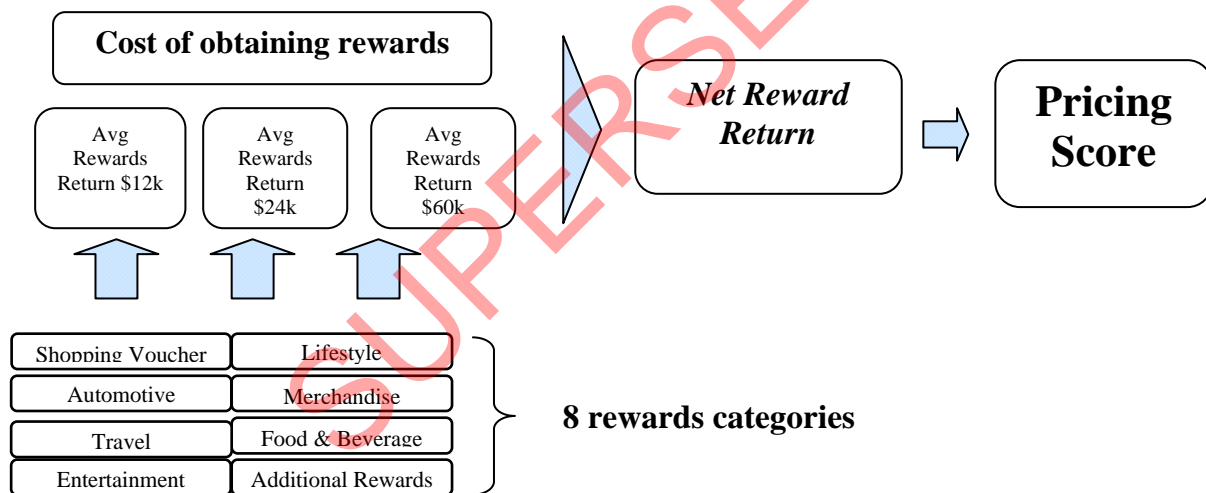 Cost of obtaining rewards
Avg
Rewards
Return $12k
Avg
Rewards
Return
$24k
Avg
Rewards
Return
$60k
Net Reward
Return
Pricing
Score
Shopping Voucher
Lifestyle
Automotive
Merchandise
Travel
Food & Beverage
Entertainment
Additional Rewards
8 rewards categories
SUPERSE